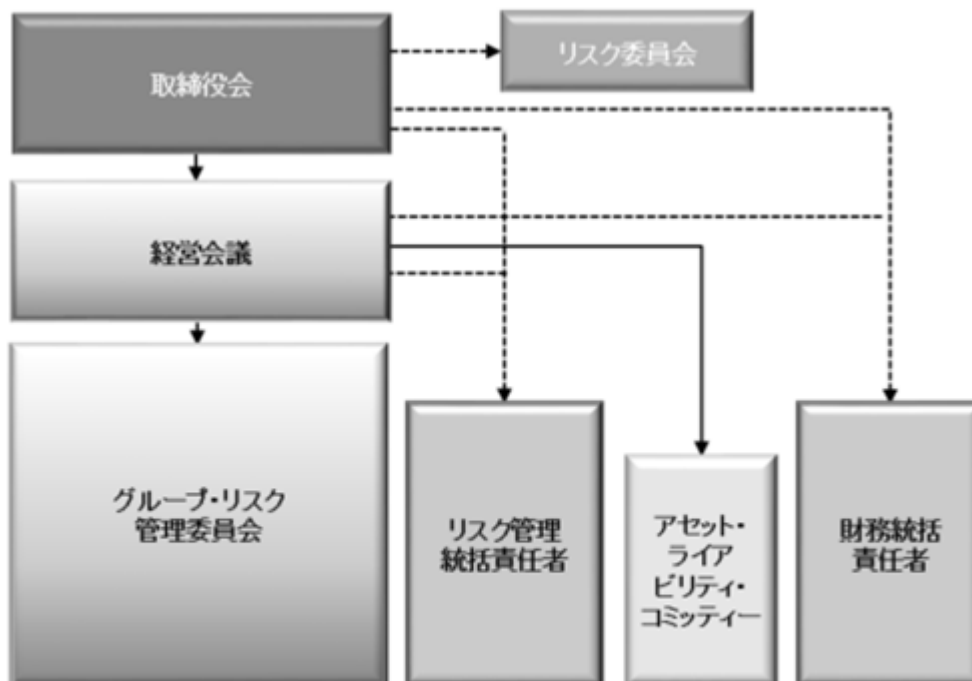 取締役会
リスク委員会
経営会議
グループ・リスク
管理委員会
リスク管理
統括責任者
アセット・
ライア
ビリティ・
コミッティー
財務統括
責任者